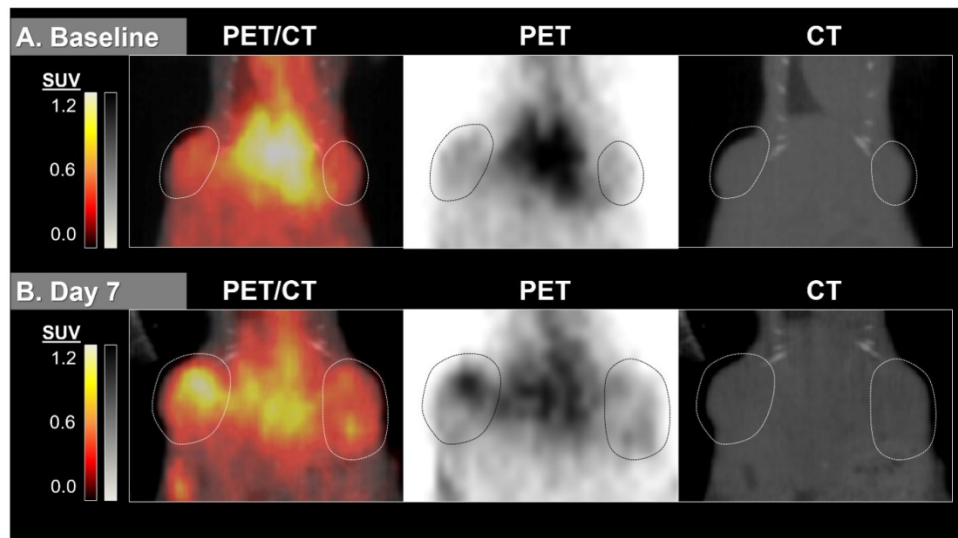 A. Baseline PET/CT PET CT
SUV
1.2
0.6
0.0
B. Day 7 PET/CT PET CT
SUV
1.2
0.6
0.0